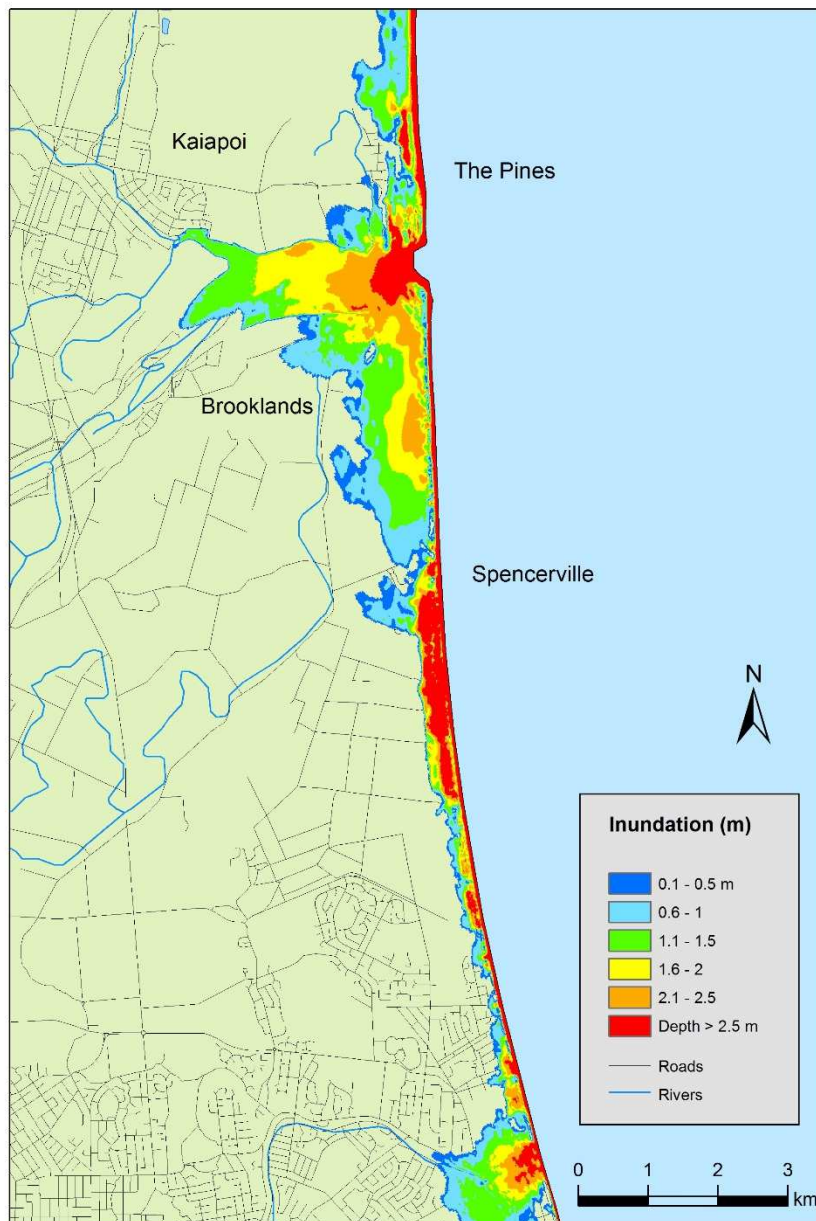 Kaiapoi
The Pines
Brooklands
Spencerville
N
Inundation (m)
0.1 - 0.5 m
0.6 - 1
1.1 - 1.5
1.6 - 2
2.1 - 2.5
Depth > 2.5 m
Roads
Rivers
0 1 2 3
km